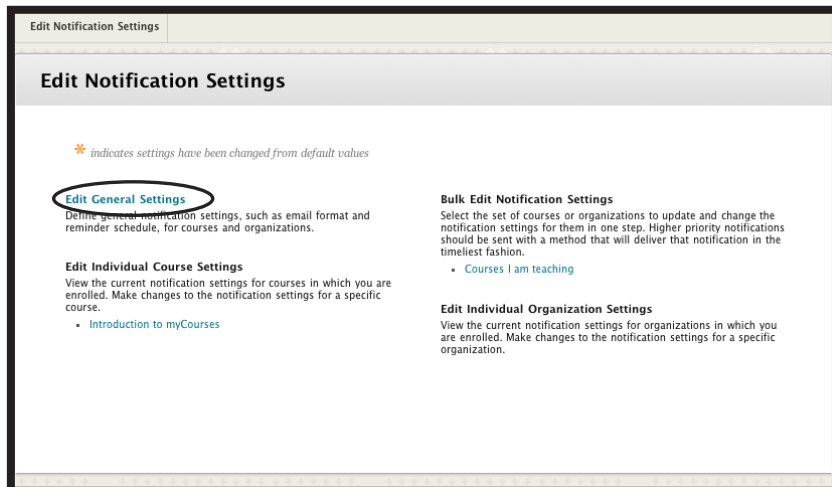 Edit Notification Settings
Edit Notification Settings
* indicates settings have been changed from default values
Edit General Settings
Define general notification settings, such as email format and
reminder schedule, for courses and organizations.
Edit Individual Course Settings
View the current notification settings for courses in which you are
enrolled. Make changes to the notification settings for a specific
course.
Introduction to myCourses
Bulk Edit Notification Settings
Select the set of courses or organizations to update and change the
notification settings for them in one step. Higher priority notifications
should be sent with a method that will deliver that notification in the
timeliest fashion.
Courses I am teaching
Edit Individual Organization Settings
View the current notification settings for organizations in which you
are enrolled. Make changes to the notification settings for a specific
organization.